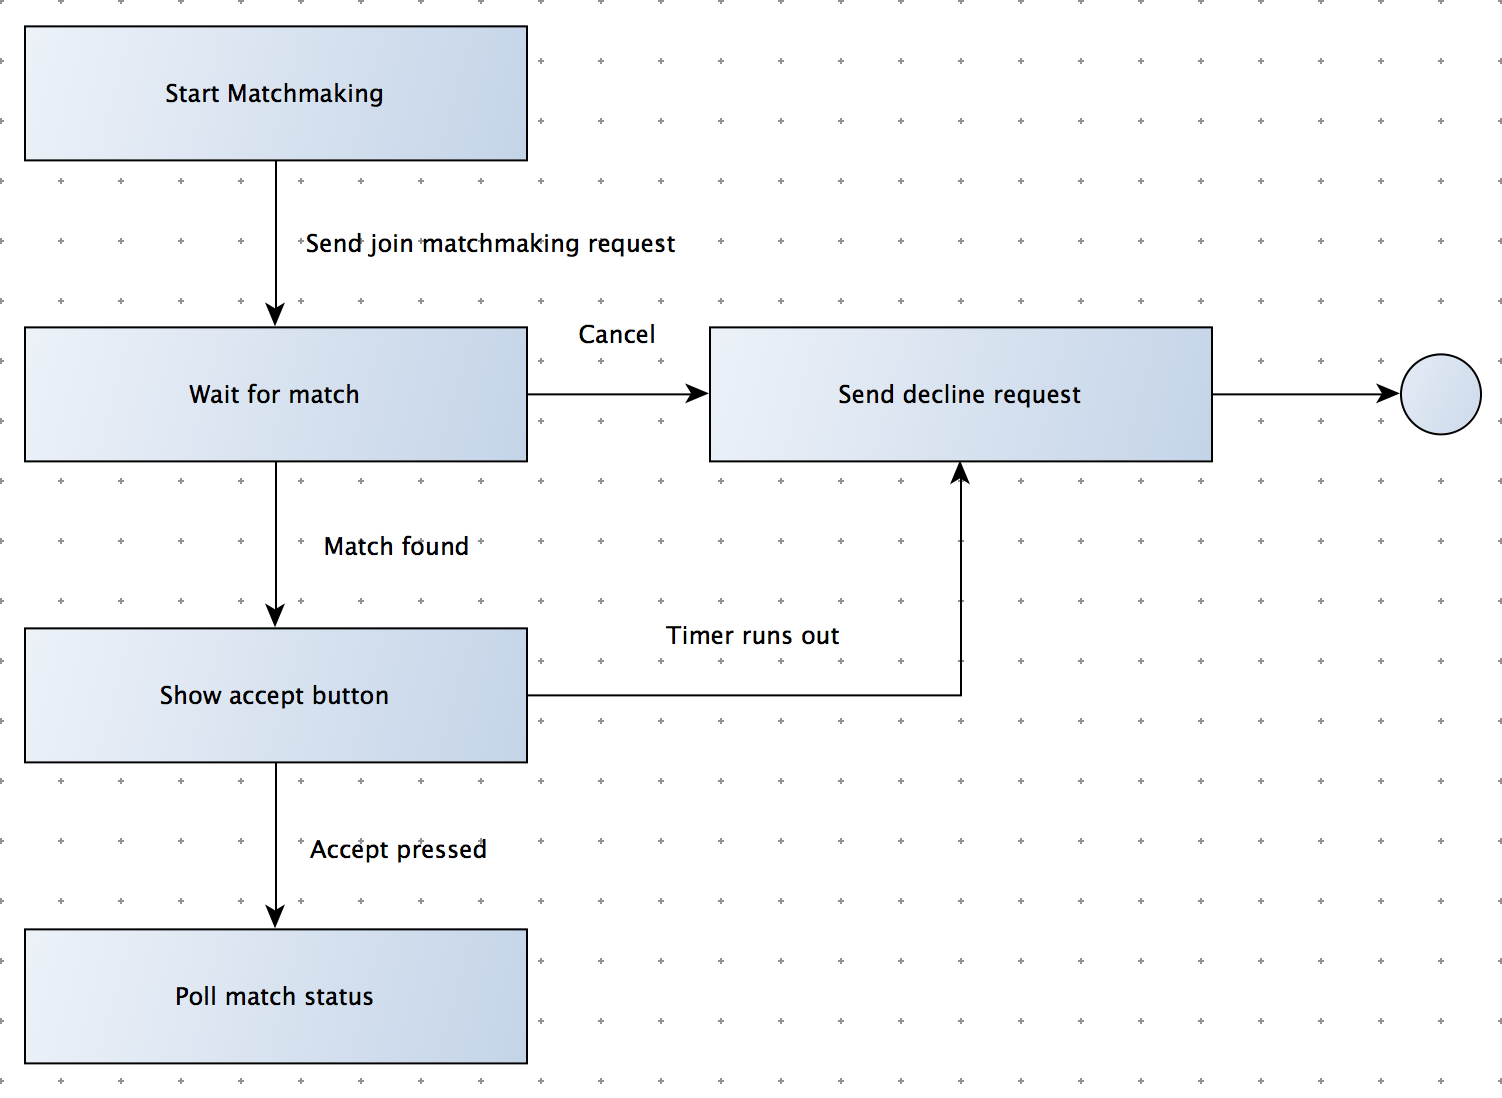 Start Matchmaking
Send join matchmaking request
Cancel
Wait for match
Send decline request
Match found
Timer runs out
Show accept button
Accept pressed
Poll match status